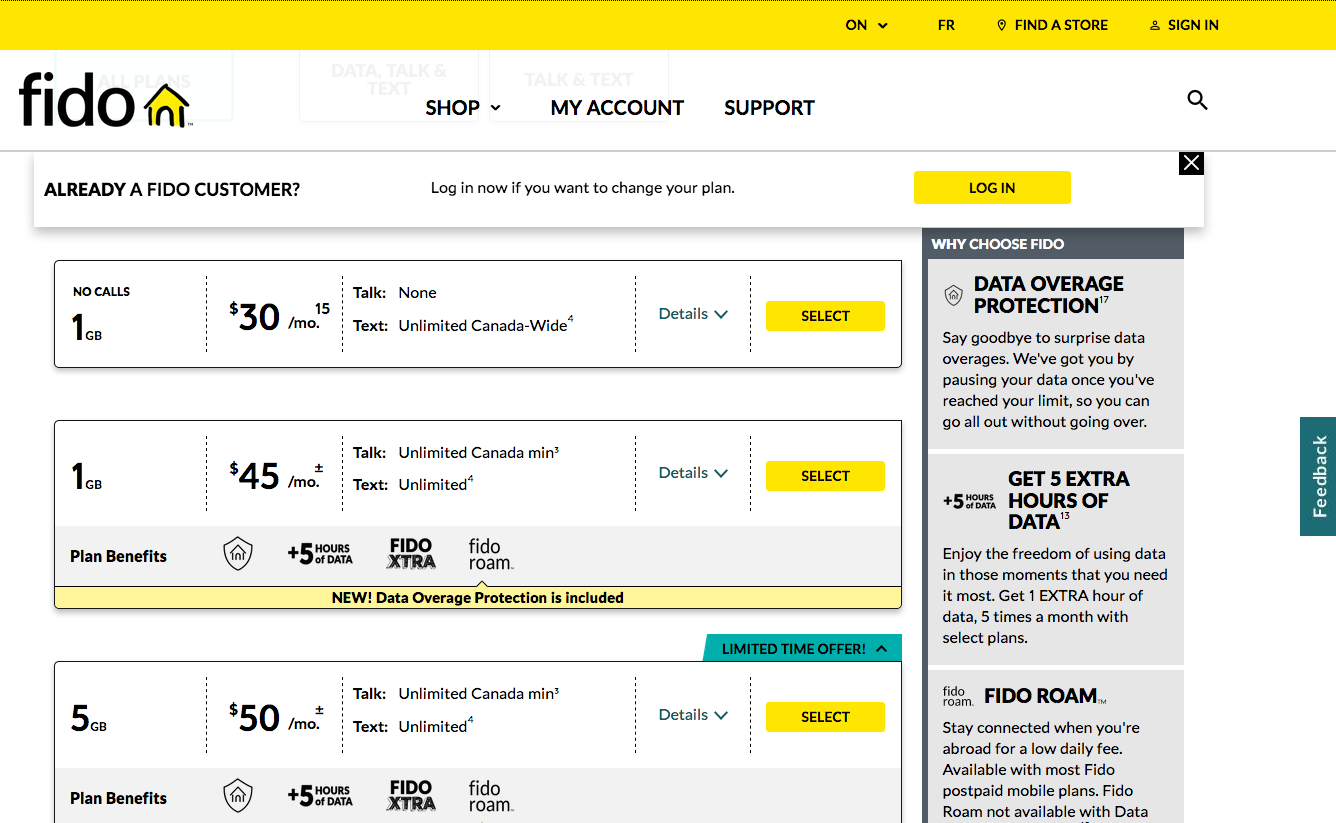 ON
FR
FIND A STORE
SIGN IN
ALL PLANS
DATA, TALK &
TEXT
TALK & TEXT
fido
SHOP
MY ACCOUNT
SUPPORT
ALREADY A FIDO CUSTOMER?
Log in now if you want to change your plan.
LOG IN
NO CALLS
1GB
$30 /mo.15
Talk: None
Text: Unlimited Canada-Wide4
Details
SELECT
1GB
$45 /mo.±
Talk: Unlimited Canada min³
Text: Unlimited4
Details
SELECT
Plan Benefits
+5 HOURS of DATA
FIDO XTRA
fido roam™
NEW! Data Overage Protection is included
LIMITED TIME OFFER!
5GB
$50 /mo.±
Talk: Unlimited Canada min³
Text: Unlimited4
Details
SELECT
Plan Benefits
+5 HOURS of DATA
FIDO XTRA
fido roam™
WHY CHOOSE FIDO
DATA OVERAGE
PROTECTION17
Say goodbye to surprise data
overages. We've got you by
pausing your data once you've
reached your limit, so you can
go all out without going over.
+5 HOURS of DATA
GET 5 EXTRA
HOURS OF
DATA13
Enjoy the freedom of using data
in those moments that you need
it most. Get 1 EXTRA hour of
data, 5 times a month with
select plans.
fido roam™
FIDO ROAM™
Stay connected when you're
abroad for a low daily fee.
Available with most Fido
postpaid mobile plans. Fido
Roam not available with Data
Feedback